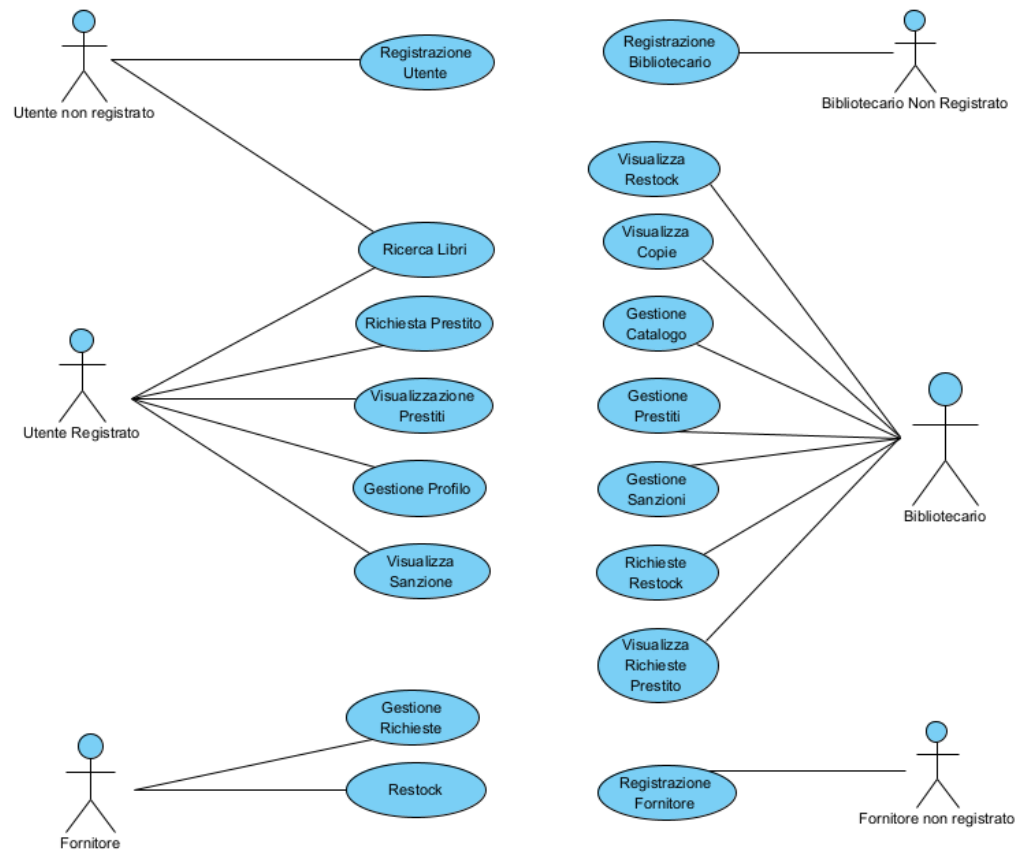 Registrazione
Utente
Utente non registrato
Registrazione
Bibliotecario
Bibliotecario Non Registrato
Visualizza
Restock
Visualizza
Copie
Ricerca Libri
Richiesta Prestito
Gestione
Catalogo
Utente Registrato
Visualizzazione
Prestiti
Gestione
Prestiti
Gestione Profilo
Gestione
Sanzioni
Bibliotecario
Visualizza
Sanzione
Richieste
Restock
Visualizza
Richieste
Prestito
Gestione
Richieste
Restock
Fornitore
Registrazione
Fornitore
Fornitore non registrato